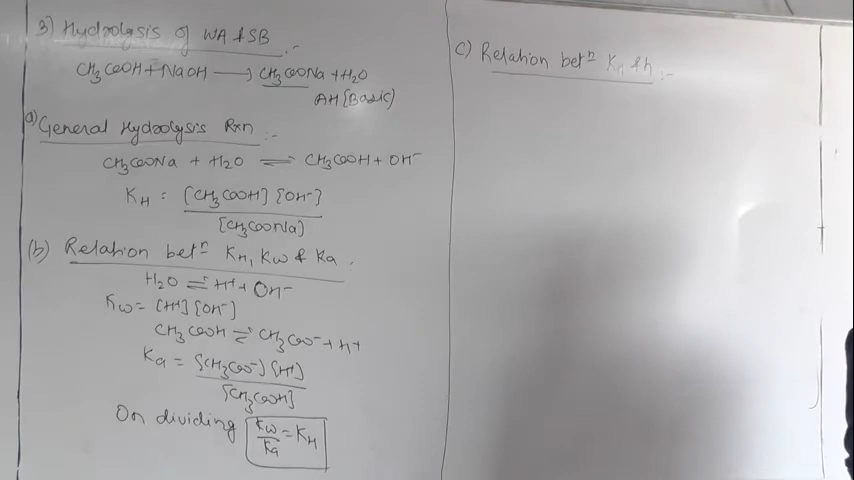 3) Hydrolysis of WA & SB :-
CH3COOH + NaOH ⟶ CH3COONa + H2O
AH [Basic)
a) General Hydrolysis Rxn :-
CH3COONa + H2O ⇌ CH3COOH + OH-
KH = [CH3COOH] [OH-]
[CH3COONa]
(b) Relation betn KH, Kw & Ka .
H2O ⇌ H+ + OH-
Kw = [H+] [OH-]
CH3COOH ⇌ CH3COO- + H+
Ka = [CH3COO-] [H+]
[CH3COOH]
On dividing Kw/Ka = KH
c) Relation betn KH & h :-